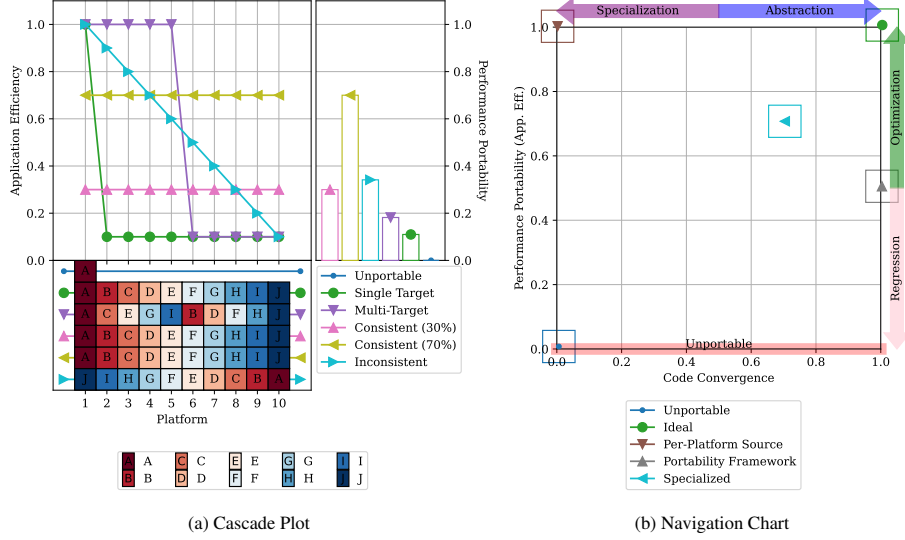 1.0
0.8
0.6
0.4
0.2
0.0
Application Efficiency
1.0
0.8
0.6
0.4
0.2
0.0
Performance Portability
A
A B C D E F G H I J
A C E G I B D F H J
A B C D E F G H I J
A B C D E F G H I J
J I H G F E D C B A
1 2 3 4 5 6 7 8 9 10
Platform
Unportable
Single Target
Multi-Target
Consistent (30%)
Consistent (70%)
Inconsistent
A A C C E E G G I I
B B D D F F H H J J
(a) Cascade Plot
Specialization Abstraction
1.0
0.8
0.6
0.4
0.2
0.0
Performance Portability (App. Eff.)
Optimization
Regression
Unportable
0.0 0.2 0.4 0.6 0.8 1.0
Code Convergence
Unportable
Ideal
Per-Platform Source
Portability Framework
Specialized
(b) Navigation Chart